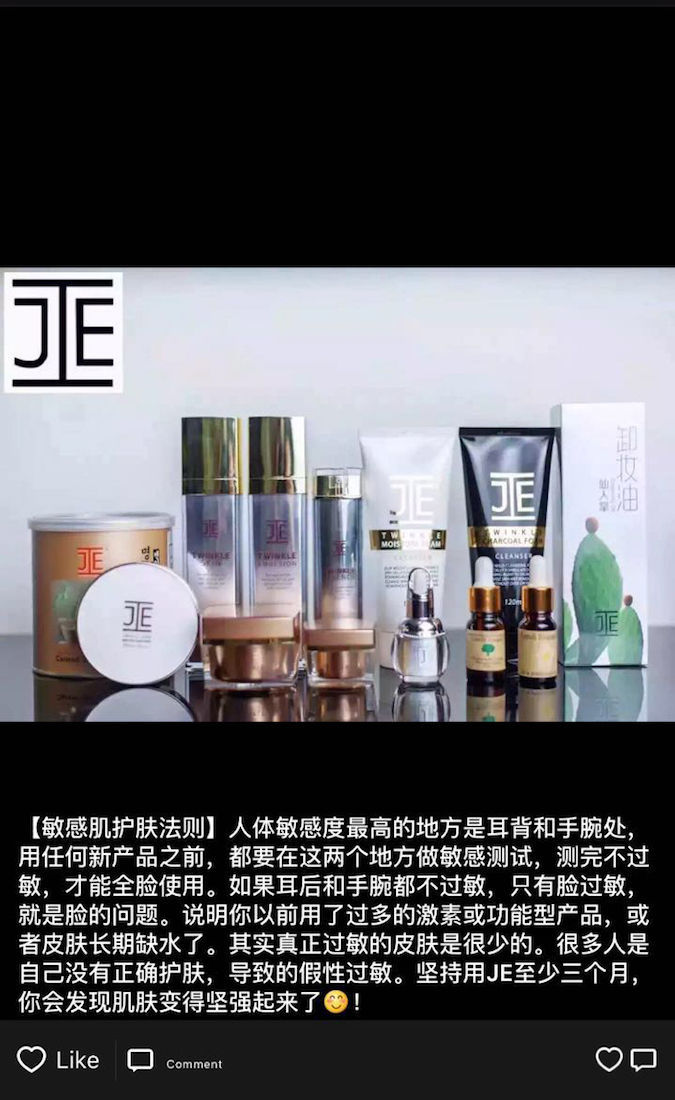 JE
卸妆油
仙人掌
JE
명
TWINKLE
SKIN
TWINKLE
EMULSION
TWINKLE
JE
TWINKLE
MOISTURE FOAM
JE
TWINKLE
CHARCOAL FOAM
CLEANSER
120ml
JE
JE
【敏感肌护肤法则】人体敏感度最高的地方是耳背和手腕处，
用任何新产品之前，都要在这两个地方做敏感测试，测完不过
敏，才能全脸使用。如果耳后和手腕都不过敏，只有脸过敏，
就是脸的问题。说明你以前用了过多的激素或功能型产品，或
者皮肤长期缺水了。其实真正过敏的皮肤是很少的。很多人是
自己没有正确护肤，导致的假性过敏。坚持用JE至少三个月，
你会发现肌肤变得坚强起来了😊！
Like
Comment